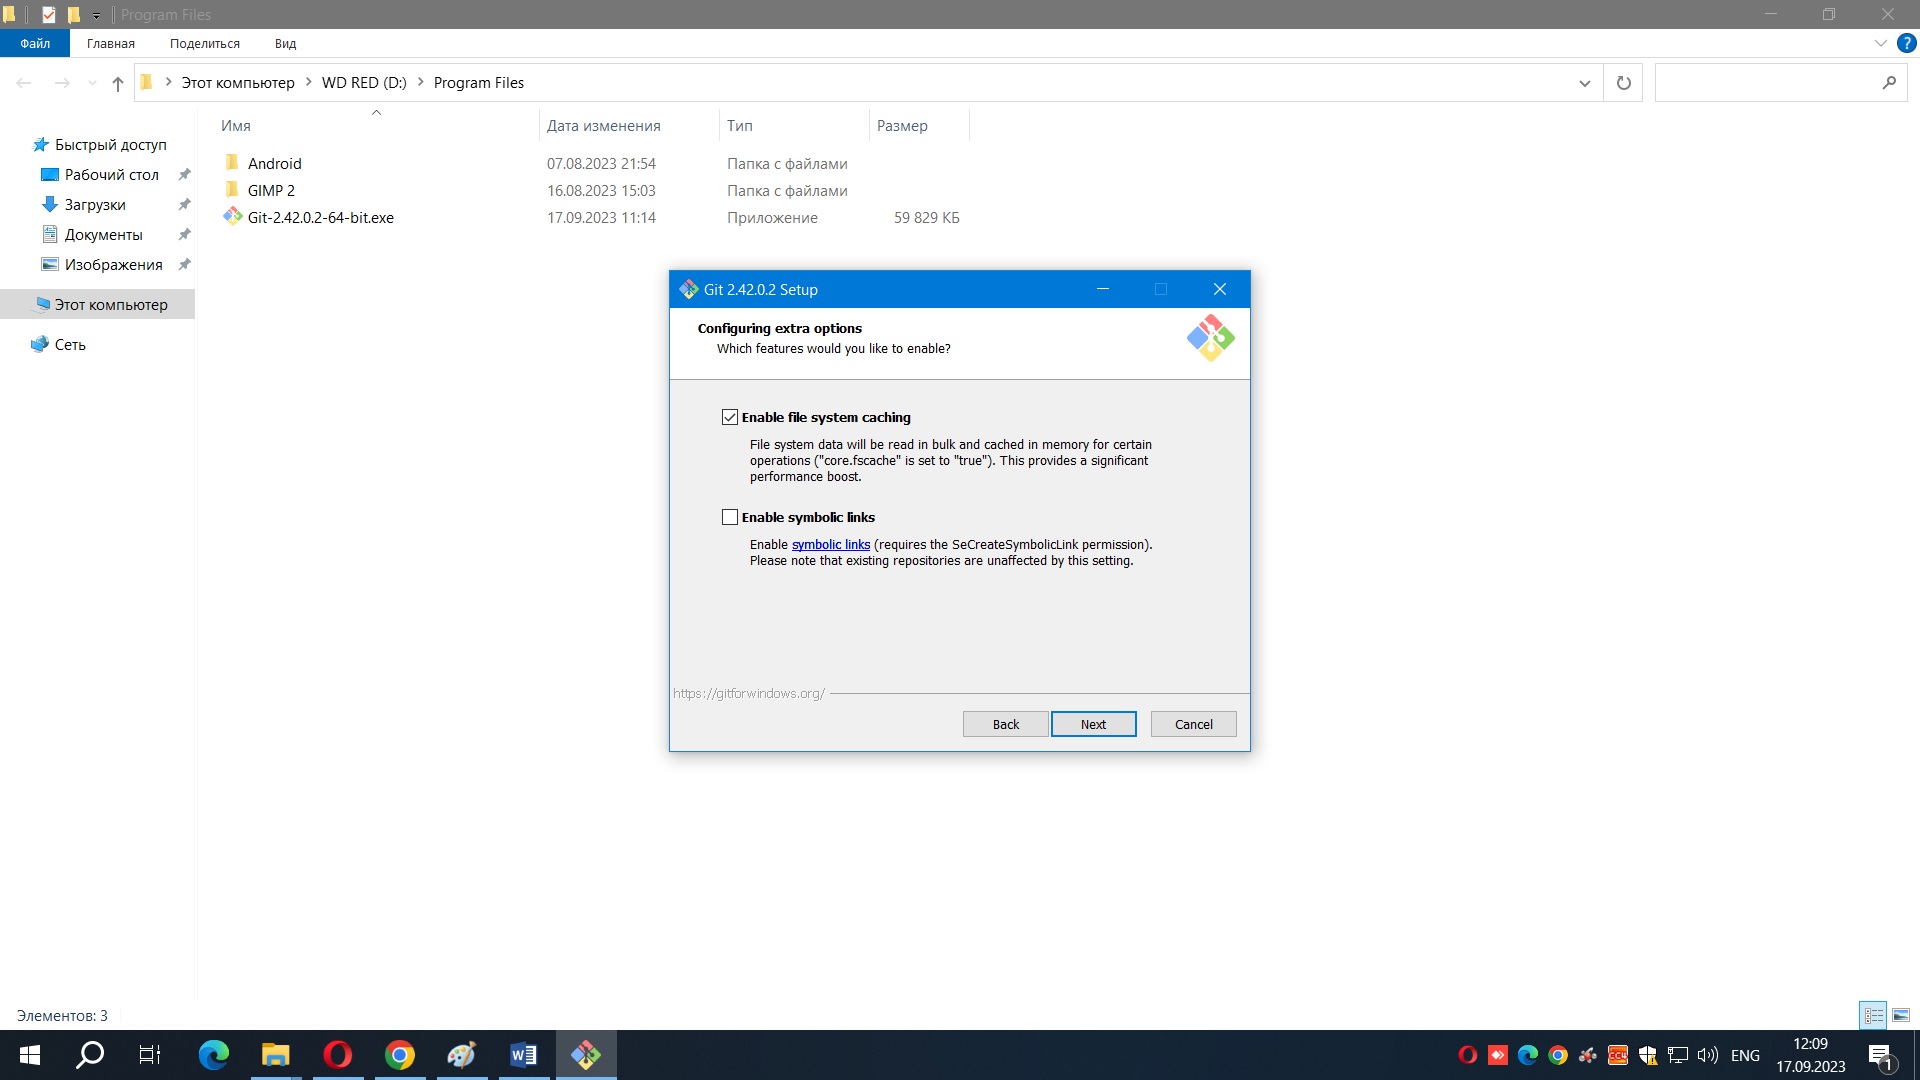 Program Files
Файл Главная Поделиться Вид
Этот компьютер WD RED (D:) Program Files
Имя Дата изменения Тип Размер
Быстрый доступ
Рабочий стол
Загрузки
Документы
Изображения
Этот компьютер
Сеть
Android 07.08.2023 21:54 Папка с файлами
GIMP 2 16.08.2023 15:03 Папка с файлами
Git-2.42.0.2-64-bit.exe 17.09.2023 11:14 Приложение 59 829 КБ
Git 2.42.0.2 Setup
Configuring extra options
Which features would you like to enable?
Enable file system caching
File system data will be read in bulk and cached in memory for certain
operations ("core.fscache" is set to "true"). This provides a significant
performance boost.
Enable symbolic links
Enable symbolic links (requires the SeCreateSymbolicLink permission).
Please note that existing repositories are unaffected by this setting.
https://gitforwindows.org/
Back Next Cancel
Элементов: 3
ENG
12:09
17.09.2023
1